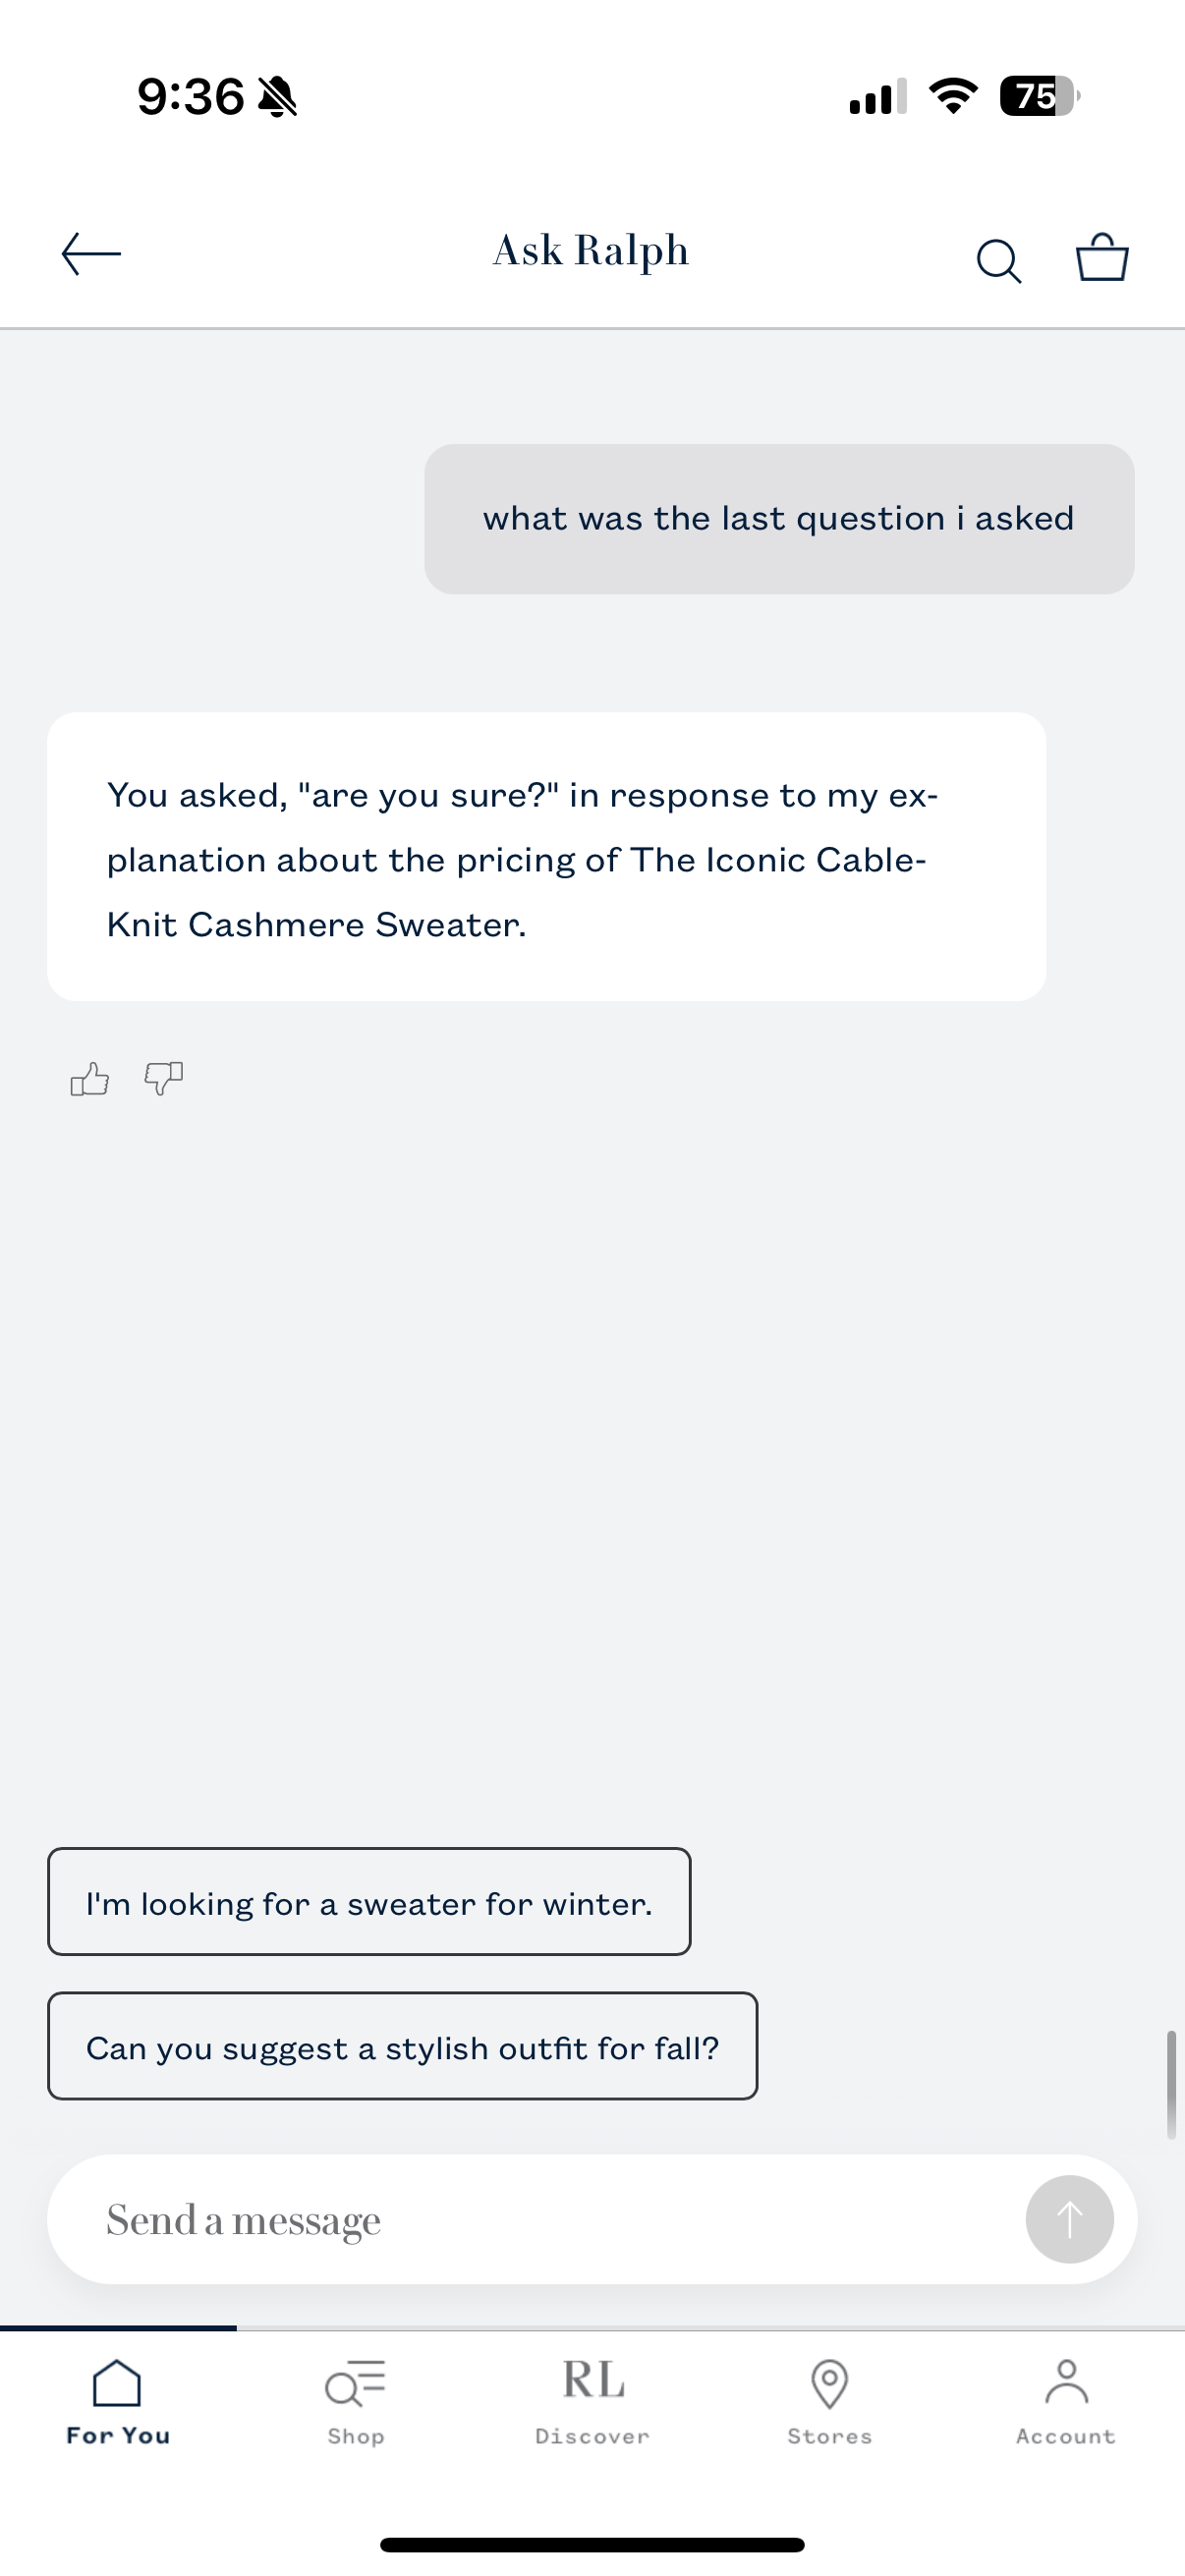 9:36
75
Ask Ralph
what was the last question i asked
You asked, "are you sure?" in response to my ex-
planation about the pricing of The Iconic Cable-
Knit Cashmere Sweater.
I'm looking for a sweater for winter.
Can you suggest a stylish outfit for fall?
Send a message
RL
For You
Shop
Discover
Stores
Account